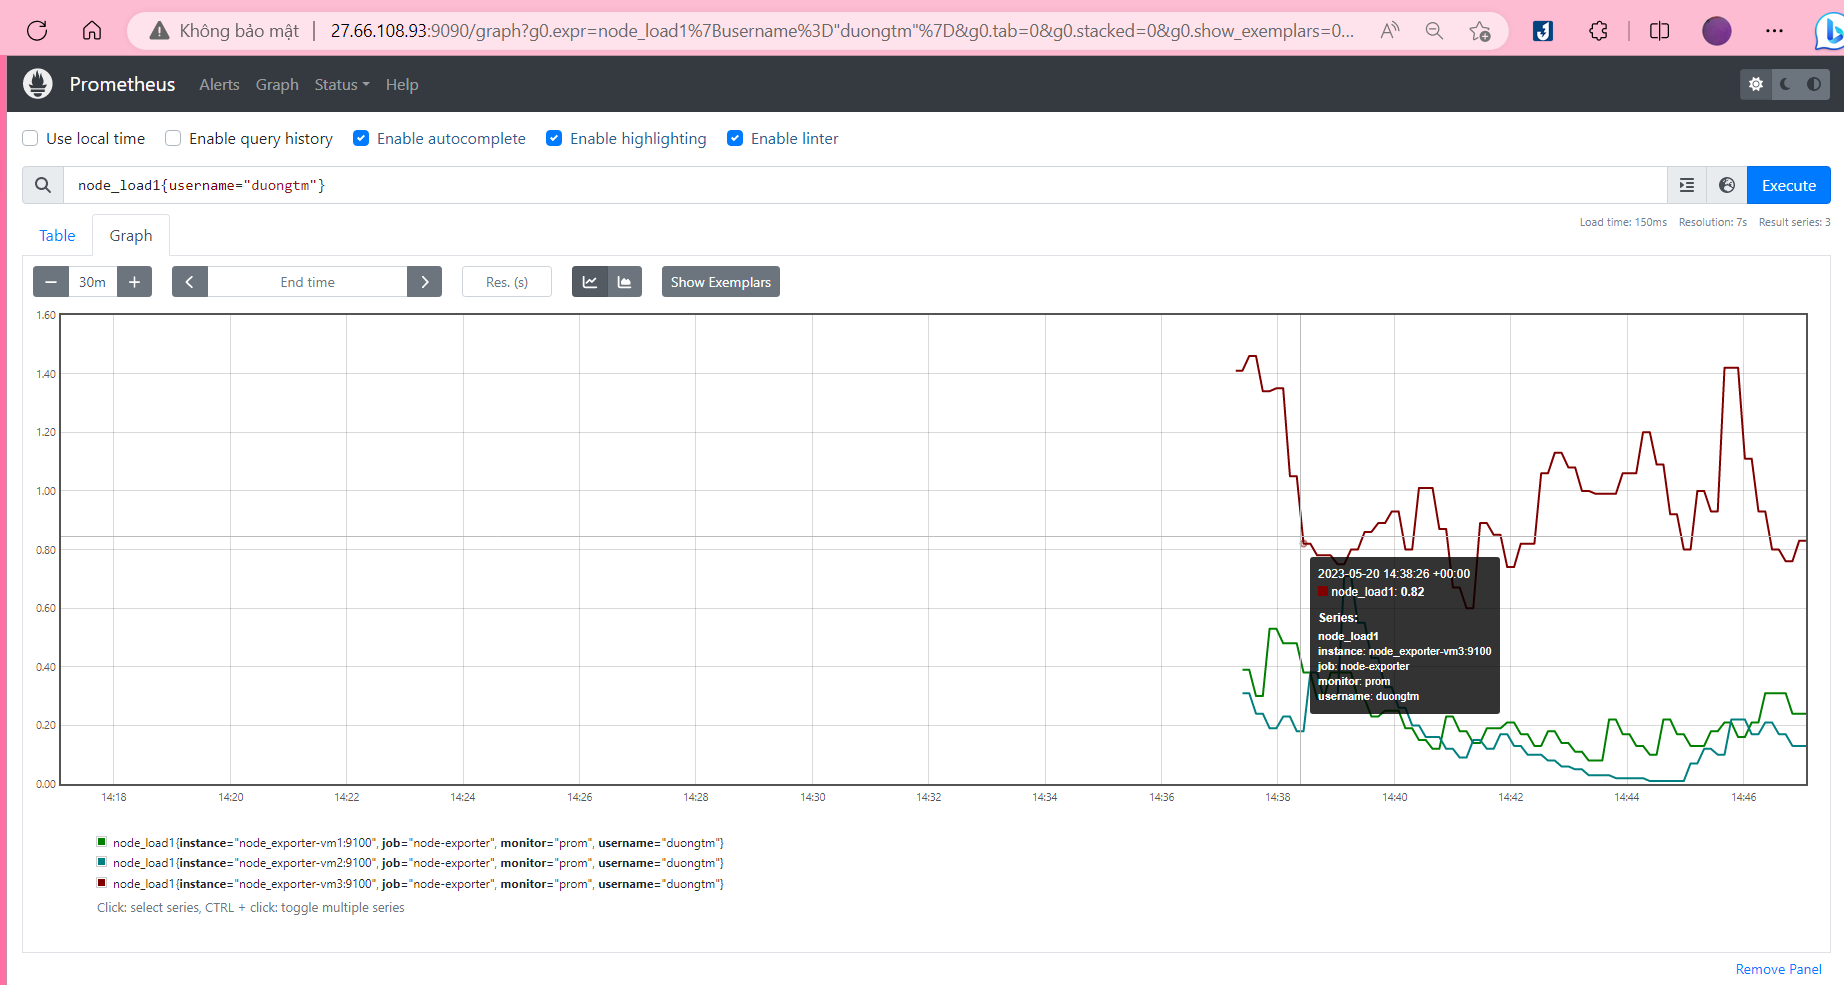 Không bảo mật 27.66.108.93:9090/graph?g0.expr=node_load1%7Busername%3D"duongtm"%7D&g0.tab=0&g0.stacked=0&g0.show_exemplars=0...
Prometheus Alerts Graph Status Help
Use local time Enable query history Enable autocomplete Enable highlighting Enable linter
node_load1{username="duongtm"} Execute
Load time: 150ms Resolution: 7s Result series: 3
Table Graph
30m End time Res. (s) Show Exemplars
1.60
1.40
1.20
1.00
0.80
0.60
0.40
0.20
0.00
2023-05-20 14:38:26 +00:00
node_load1: 0.82
Series:
node_load1
instance: node_exporter-vm3:9100
job: node-exporter
monitor: prom
username: duongtm
14:18 14:20 14:22 14:24 14:26 14:28 14:30 14:32 14:34 14:36 14:38 14:40 14:42 14:44 14:46
node_load1{instance="node_exporter-vm1:9100", job="node-exporter", monitor="prom", username="duongtm"}
node_load1{instance="node_exporter-vm2:9100", job="node-exporter", monitor="prom", username="duongtm"}
node_load1{instance="node_exporter-vm3:9100", job="node-exporter", monitor="prom", username="duongtm"}
Click: select series, CTRL + click: toggle multiple series
Remove Panel